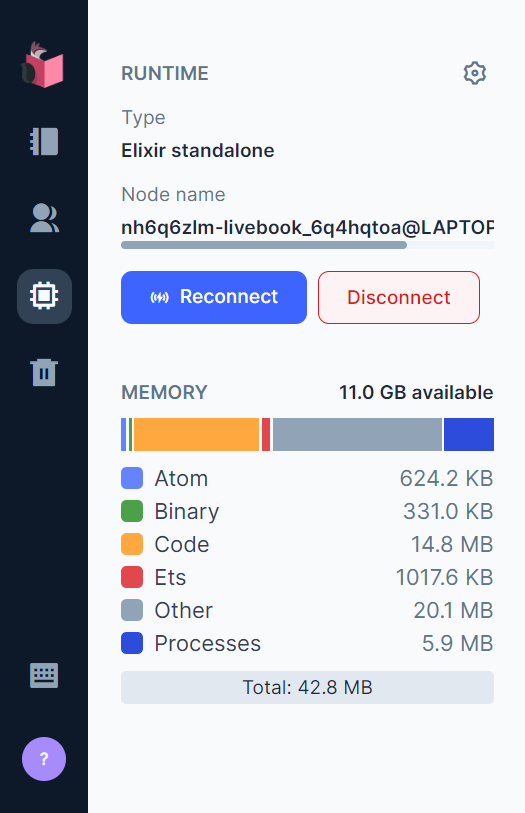 RUNTIME
Type
Elixir standalone
Node name
nh6q6zlm-livebook_6q4hqtoa@LAPTOP
Reconnect Disconnect
MEMORY 11.0 GB available
Atom 624.2 KB
Binary 331.0 KB
Code 14.8 MB
Ets 1017.6 KB
Other 20.1 MB
Processes 5.9 MB
Total: 42.8 MB
?